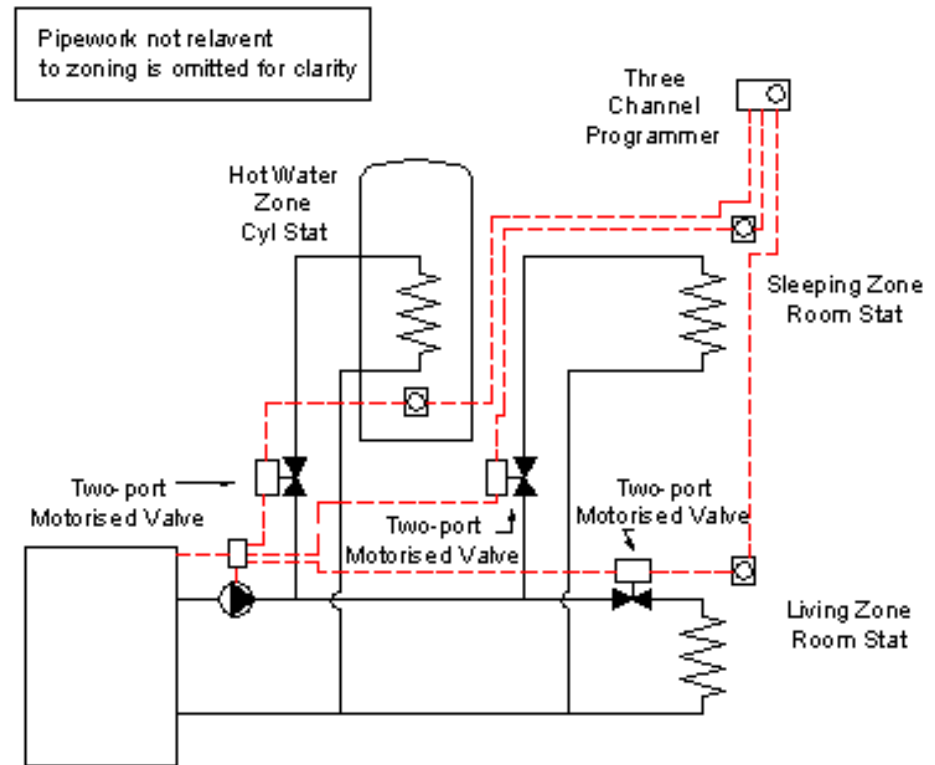 Pipework not relavent
to zoning is omitted for clarity
Three
Channel
Programmer
Hot Water
Zone
Cyl Stat
Sleeping Zone
Room Stat
Two-port
Motorised Valve
Two-port
Motorised Valve
Two-port
Motorised Valve
Living Zone
Room Stat